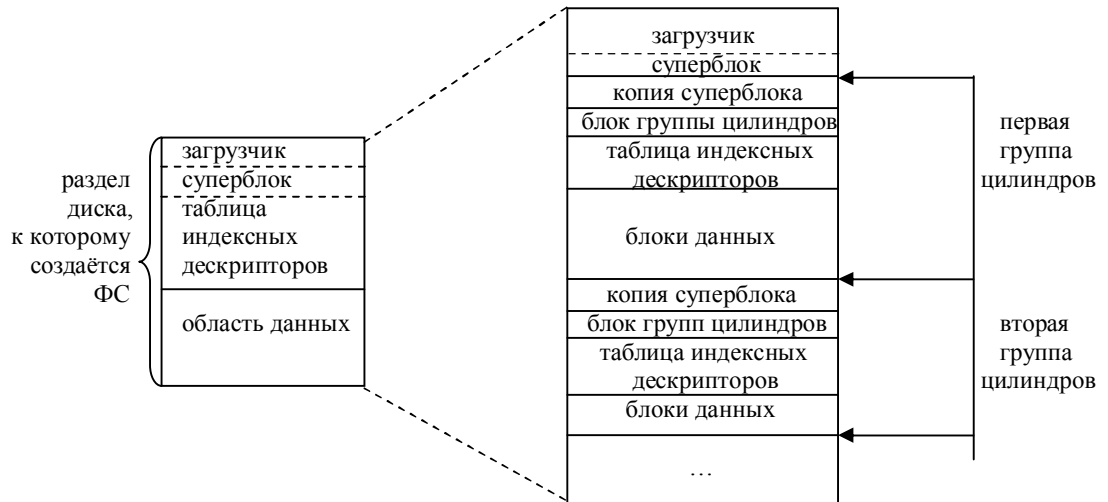 раздел
диска,
к которому
создаётся
ФС
загрузчик
суперблок
таблица
индексных
дескрипторов
область данных
загрузчик
суперблок
копия суперблока
блок группы цилиндров
таблица индексных
дескрипторов
блоки данных
копия суперблока
блок групп цилиндров
таблица индексных
дескрипторов
блоки данных
…
первая
группа
цилиндров
вторая
группа
цилиндров